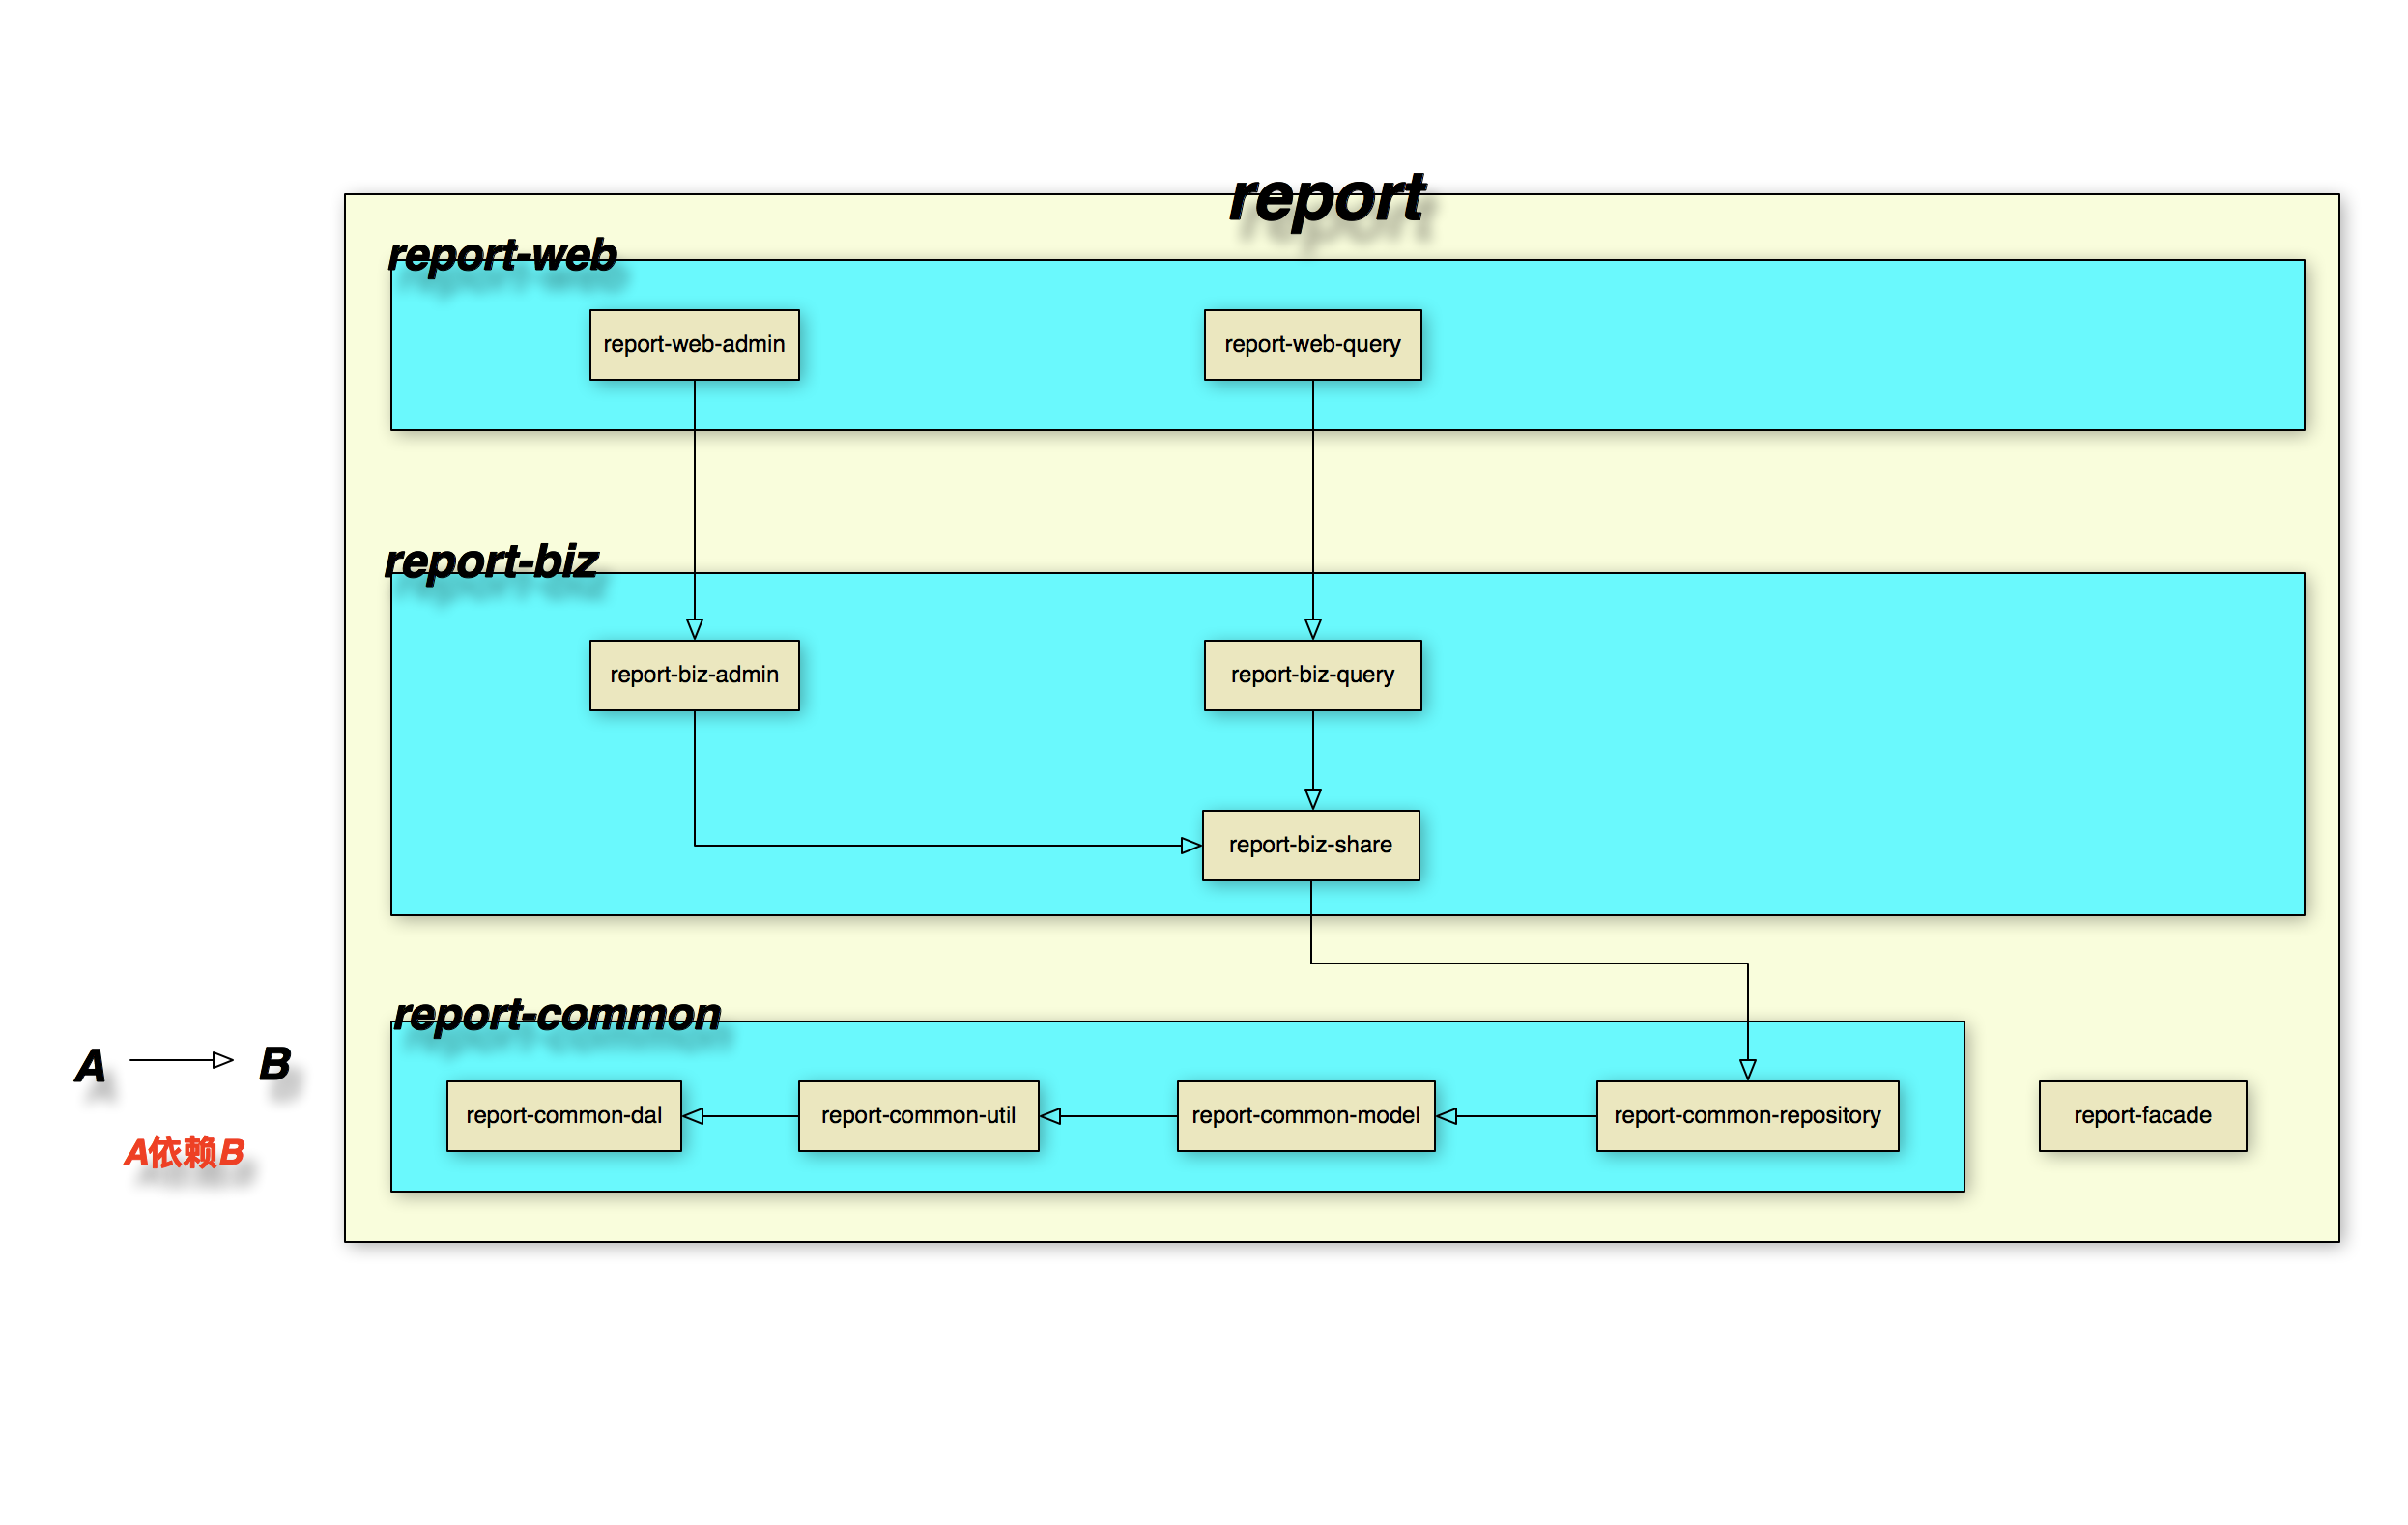 report
report-web
report-web-admin
report-web-query
report-biz
report-biz-admin
report-biz-query
report-biz-share
report-common
report-common-dal
report-common-util
report-common-model
report-common-repository
report-facade
A
B
A依赖B